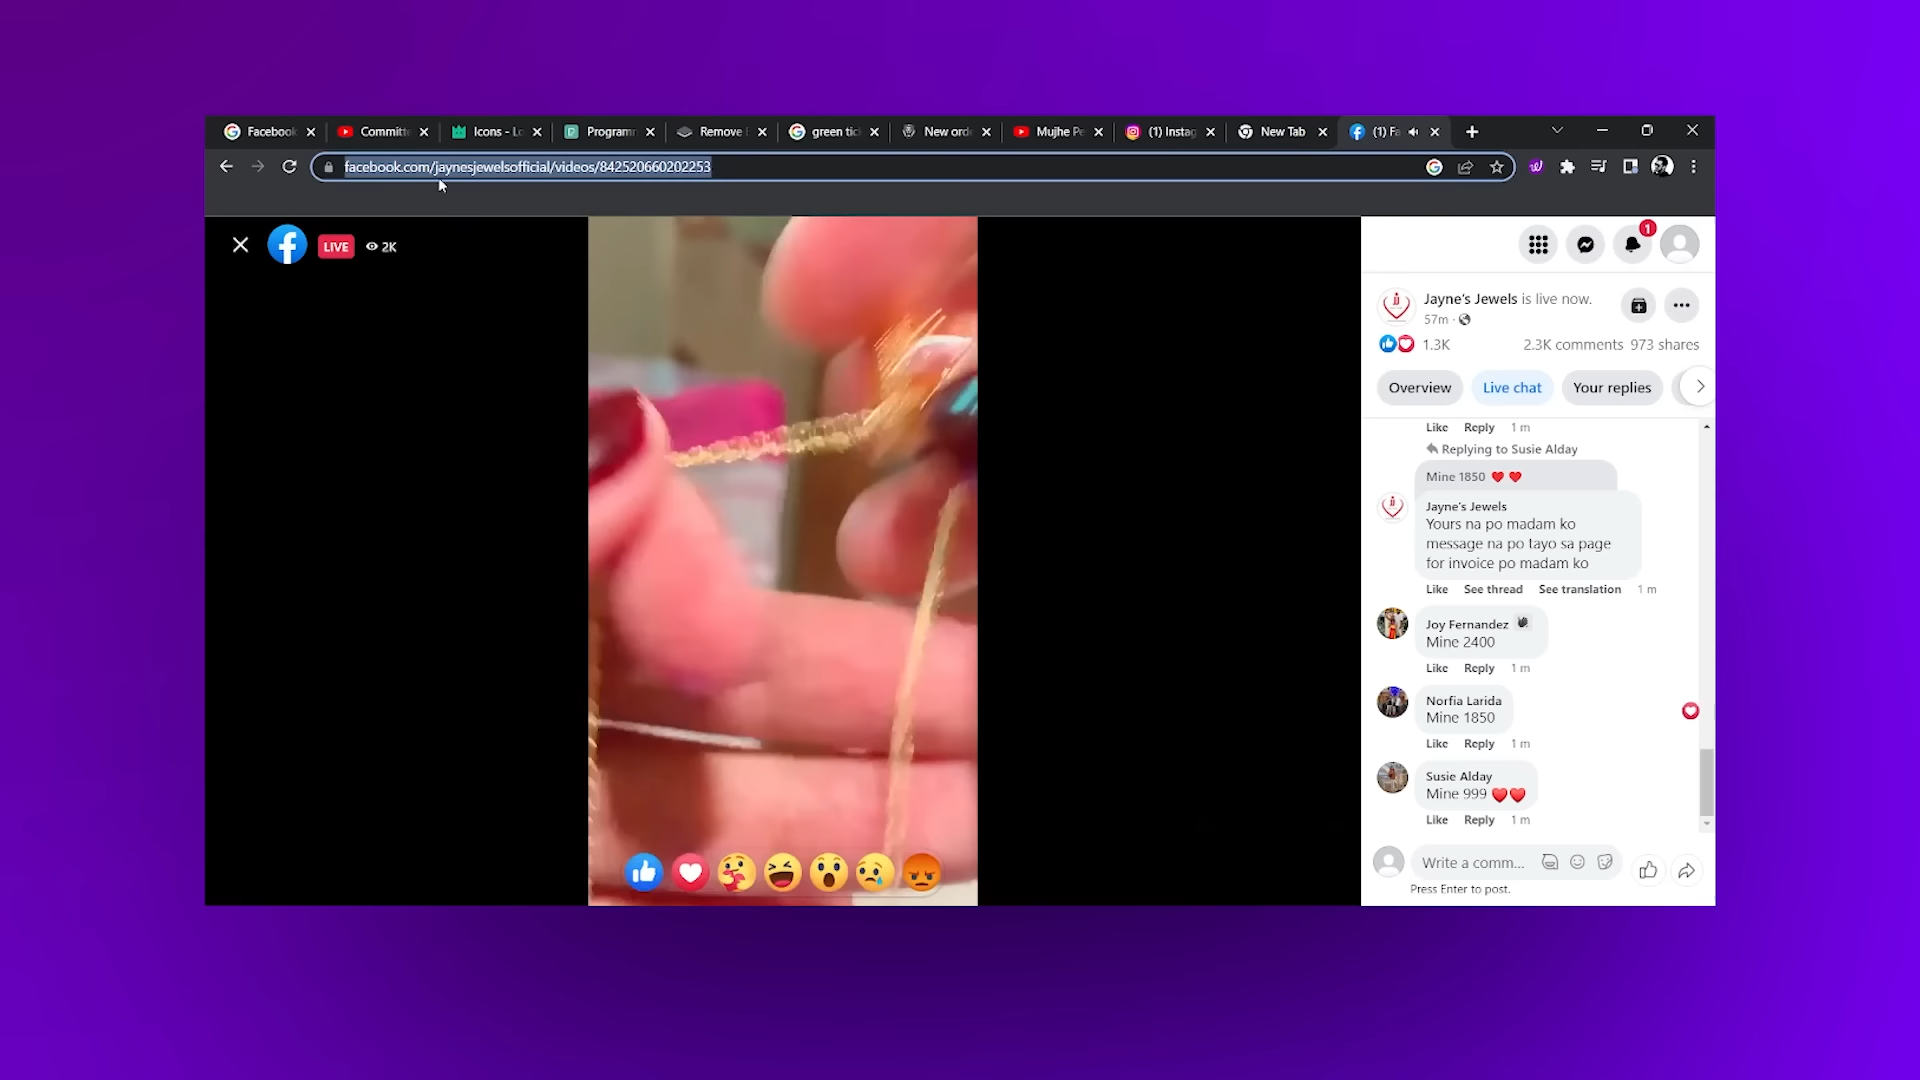 Facebook
Committe
Icons - Lo
Programm
Remove
green tic
New orde
Mujhe Pe
(1) Instag
New Tab
(1) Fa
facebook.com/jaynesjewelsofficial/videos/842520660202253
LIVE
2K
1
Jayne's Jewels is live now.
57m ·
1.3K
2.3K comments 973 shares
Overview
Live chat
Your replies
Like Reply 1 m
Replying to Susie Alday
Mine 1850 ♥ ♥
Jayne's Jewels
Yours na po madam ko
message na po tayo sa page
for invoice po madam ko
Like See thread See translation 1 m
Joy Fernandez
Mine 2400
Like Reply 1 m
Norfia Larida
Mine 1850
Like Reply 1 m
Susie Alday
Mine 999 ♥♥
Like Reply 1 m
Write a comm...
Press Enter to post.